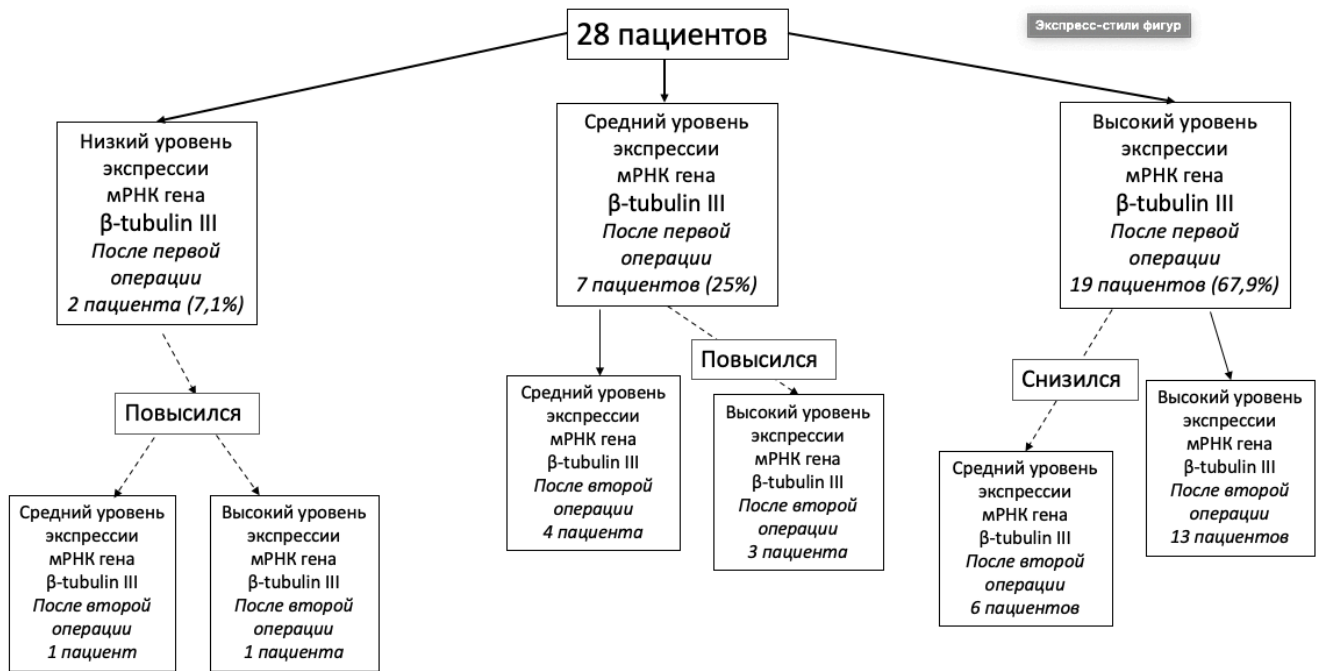 28 пациентов
Экспресс-стили фигур
Низкий уровень
экспрессии
мРНК гена
β-tubulin III
После первой
операции
2 пациента (7,1%)
Средний уровень
экспрессии
мРНК гена
β-tubulin III
После первой
операции
7 пациентов (25%)
Высокий уровень
экспрессии
мРНК гена
β-tubulin III
После первой
операции
19 пациентов (67,9%)
Повысился
Повысился
Снизился
Средний уровень
экспрессии
мРНК гена
β-tubulin III
После второй
операции
1 пациент
Высокий уровень
экспрессии
мРНК гена
β-tubulin III
После второй
операции
1 пациента
Средний уровень
экспрессии
мРНК гена
β-tubulin III
После второй
операции
4 пациента
Высокий уровень
экспрессии
мРНК гена
β-tubulin III
После второй
операции
3 пациента
Средний уровень
экспрессии
мРНК гена
β-tubulin III
После второй
операции
6 пациентов
Высокий уровень
экспрессии
мРНК гена
β-tubulin III
После второй
операции
13 пациентов